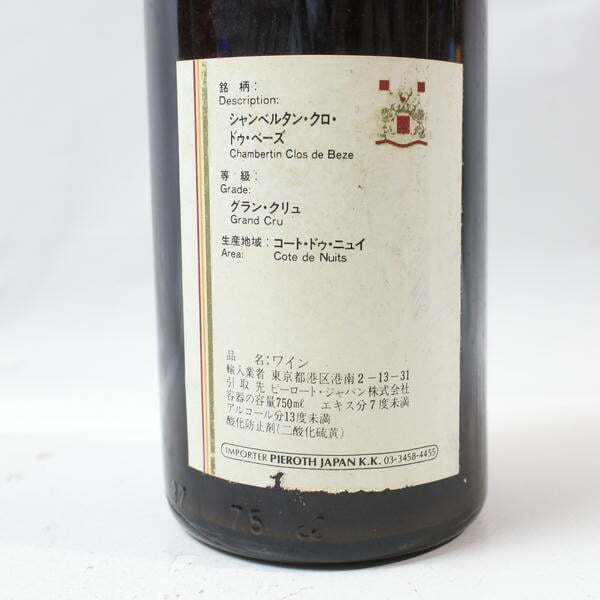 銘柄:
Description:
シャンベルタン・クロ・
ドゥ・ベーズ
Chambertin Clos de Beze
等級:
Grade:
グラン・クリュ
Grand Cru
生産地域: コート・ドゥ・ニュイ
Area: Cote de Nuits
品 名:ワイン
輸入業者 東京都港区港南2-13-31
引取先 ピーロート・ジャパン株式会社
容器の容量750mℓ エキス分7度未満
アルコール分13度未満
酸化防止剤(二酸化硫黄)
IMPORTER PIEROTH JAPAN K.K. 03-3458-4455
75 cl